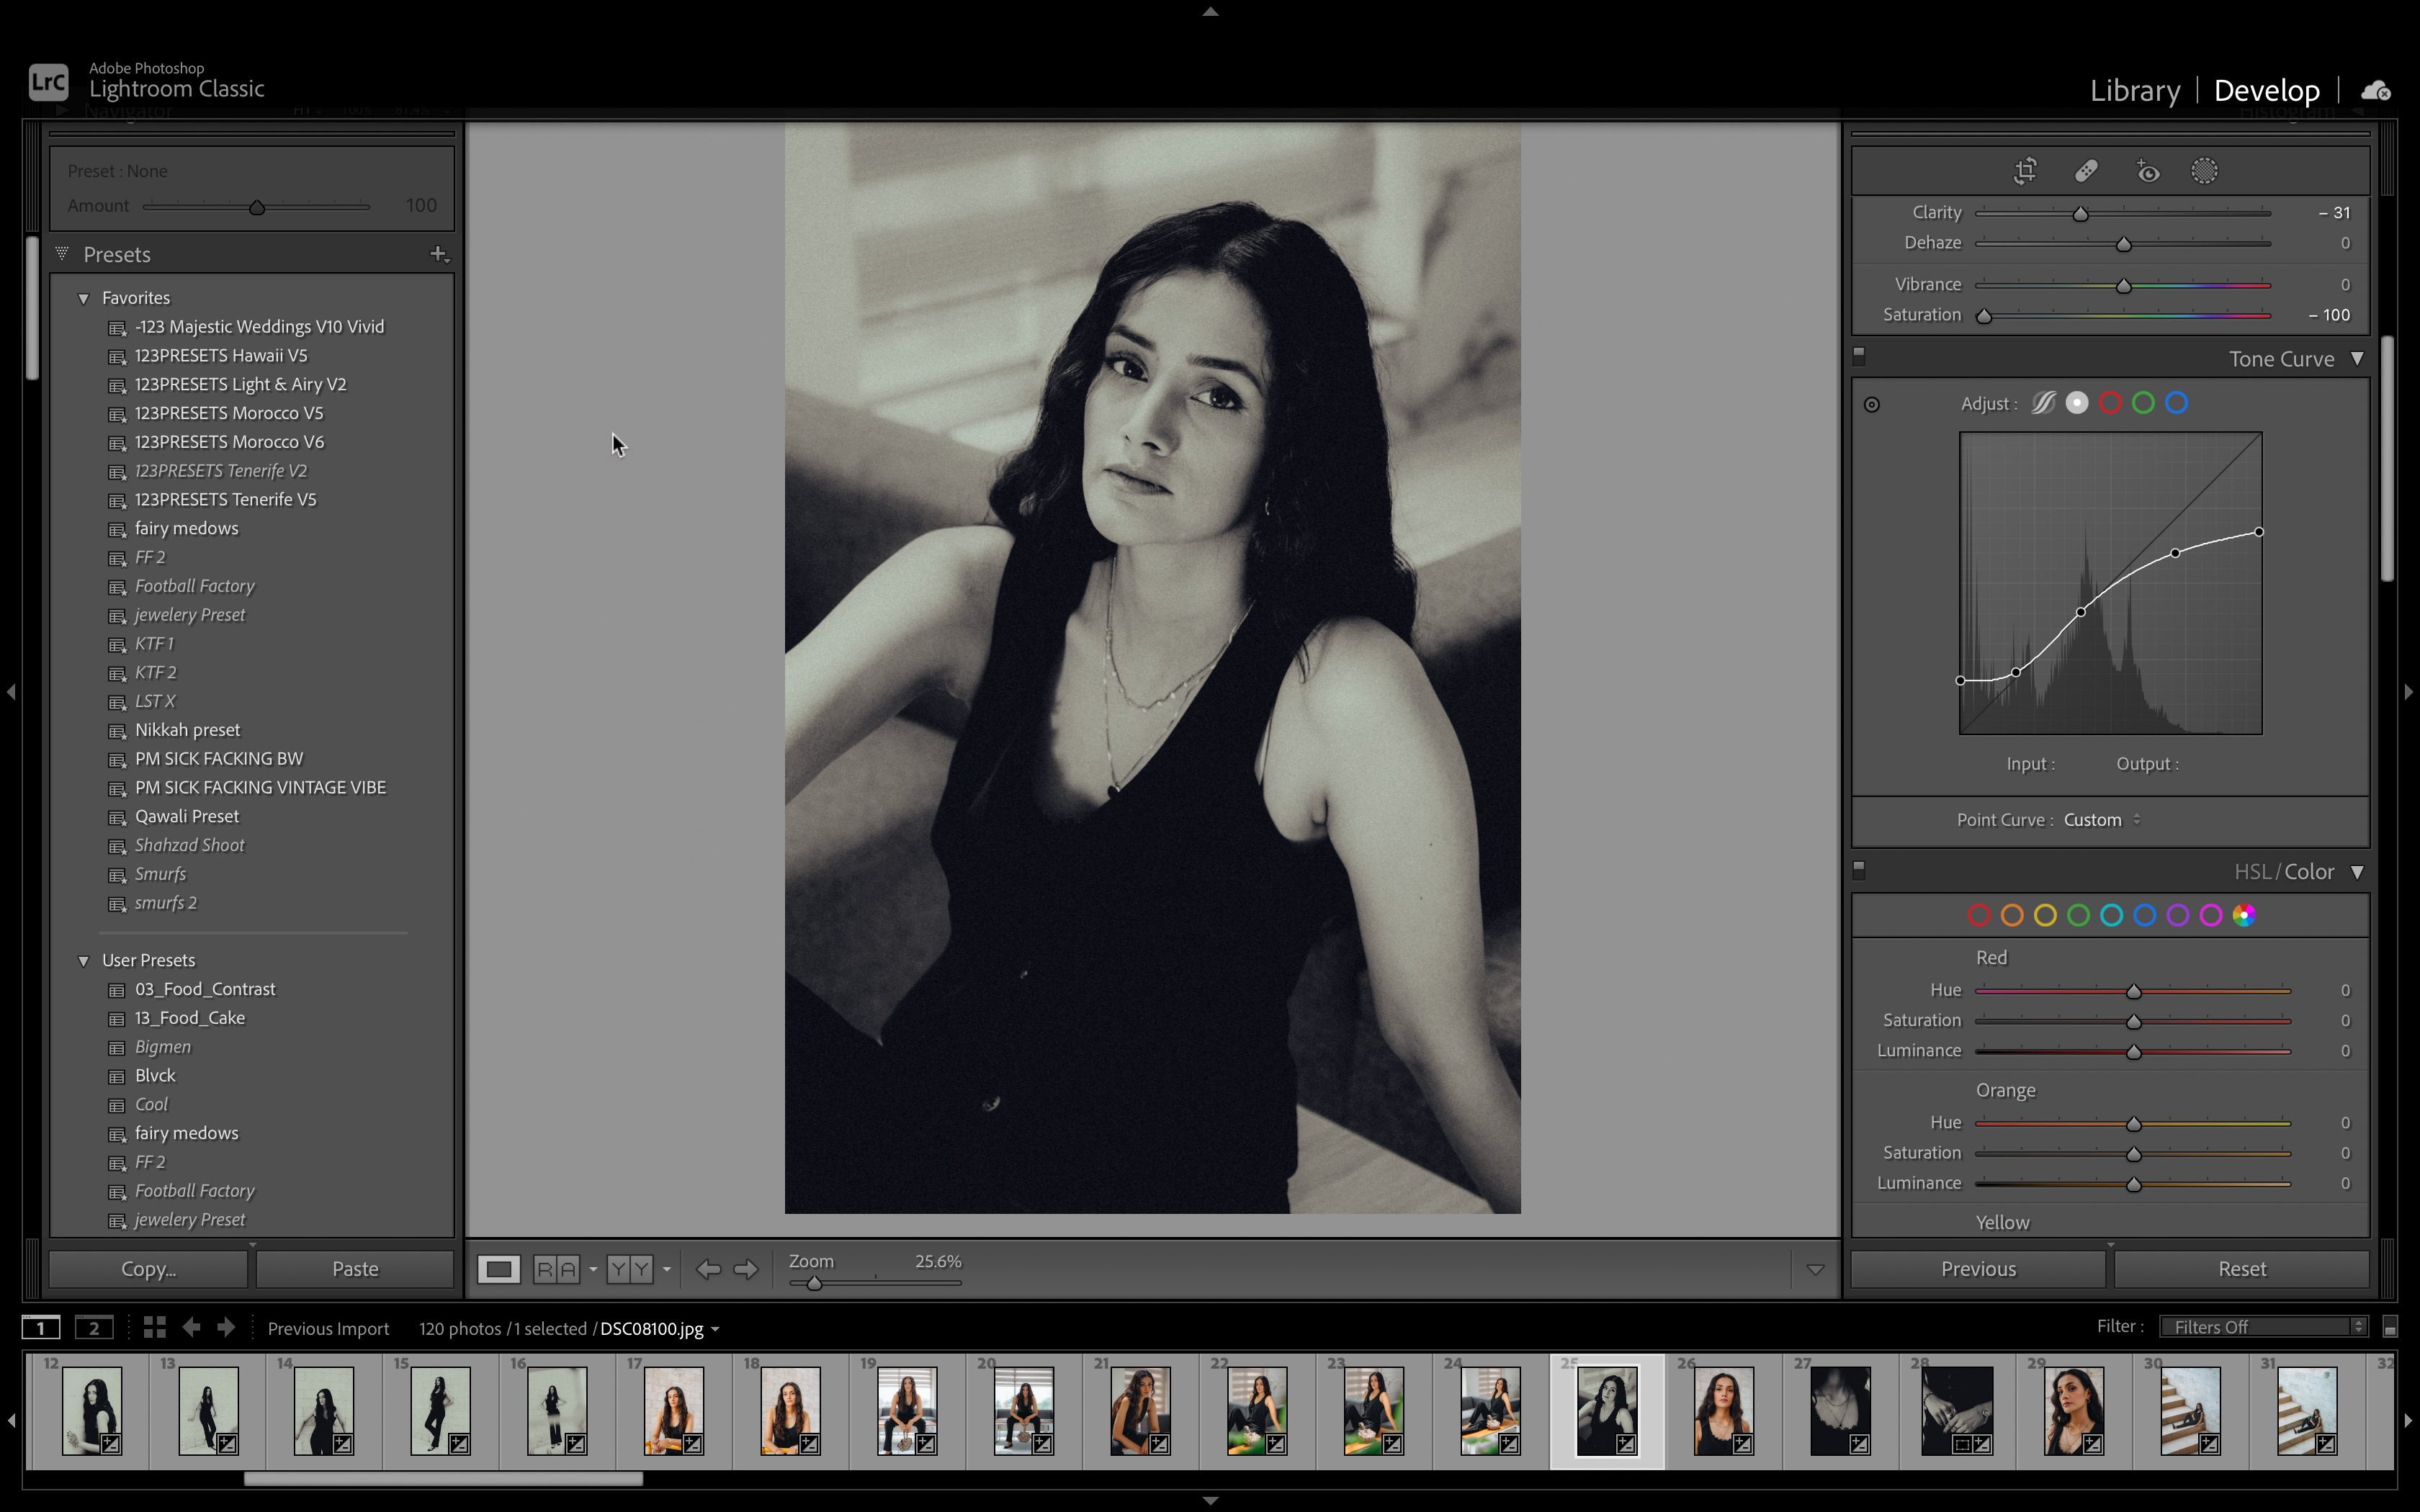 Adobe Photoshop
Lightroom Classic
LrC
Library
Develop
Navigator
Histogram
Preset : None
Amount 100
Presets
Favorites
-123 Majestic Weddings V10 Vivid
123PRESETS Hawaii V5
123PRESETS Light & Airy V2
123PRESETS Morocco V5
123PRESETS Morocco V6
123PRESETS Tenerife V2
123PRESETS Tenerife V5
fairy medows
FF 2
Football Factory
jewelery Preset
KTF 1
KTF 2
LST X
Nikkah preset
PM SICK FACKING BW
PM SICK FACKING VINTAGE VIBE
Qawali Preset
Shahzad Shoot
Smurfs
smurfs 2
User Presets
03_Food_Contrast
13_Food_Cake
Bigmen
Blvck
Cool
fairy medows
FF 2
Football Factory
jewelery Preset
Copy...
Paste
R A
Y Y
Zoom 25.6%
Clarity – 31
Dehaze 0
Vibrance 0
Saturation – 100
Tone Curve
Adjust :
Input : Output :
Point Curve : Custom
HSL / Color
Red
Hue 0
Saturation 0
Luminance 0
Orange
Hue 0
Saturation 0
Luminance 0
Yellow
Previous
Reset
1 2 Previous Import 120 photos / 1 selected / DSC08100.jpg
Filter : Filters Off
12 13 14 15 16 17 18 19 20 21 22 23 24 25 26 27 28 29 30 31 32